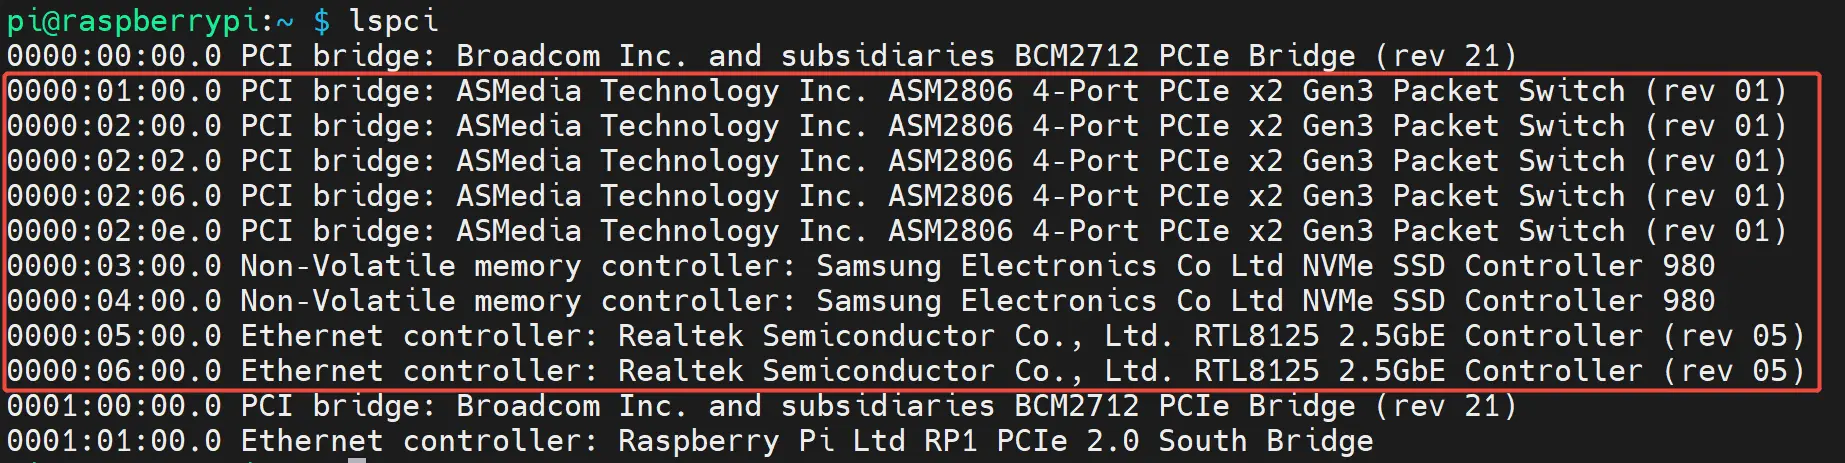 pi@raspberrypi:~ $ lspci
0000:00:00.0 PCI bridge: Broadcom Inc. and subsidiaries BCM2712 PCIe Bridge (rev 21)
0000:01:00.0 PCI bridge: ASMedia Technology Inc. ASM2806 4-Port PCIe x2 Gen3 Packet Switch (rev 01)
0000:02:00.0 PCI bridge: ASMedia Technology Inc. ASM2806 4-Port PCIe x2 Gen3 Packet Switch (rev 01)
0000:02:02.0 PCI bridge: ASMedia Technology Inc. ASM2806 4-Port PCIe x2 Gen3 Packet Switch (rev 01)
0000:02:06.0 PCI bridge: ASMedia Technology Inc. ASM2806 4-Port PCIe x2 Gen3 Packet Switch (rev 01)
0000:02:0e.0 PCI bridge: ASMedia Technology Inc. ASM2806 4-Port PCIe x2 Gen3 Packet Switch (rev 01)
0000:03:00.0 Non-Volatile memory controller: Samsung Electronics Co Ltd NVMe SSD Controller 980
0000:04:00.0 Non-Volatile memory controller: Samsung Electronics Co Ltd NVMe SSD Controller 980
0000:05:00.0 Ethernet controller: Realtek Semiconductor Co., Ltd. RTL8125 2.5GbE Controller (rev 05)
0000:06:00.0 Ethernet controller: Realtek Semiconductor Co., Ltd. RTL8125 2.5GbE Controller (rev 05)
0001:00:00.0 PCI bridge: Broadcom Inc. and subsidiaries BCM2712 PCIe Bridge (rev 21)
0001:01:00.0 Ethernet controller: Raspberry Pi Ltd RP1 PCIe 2.0 South Bridge